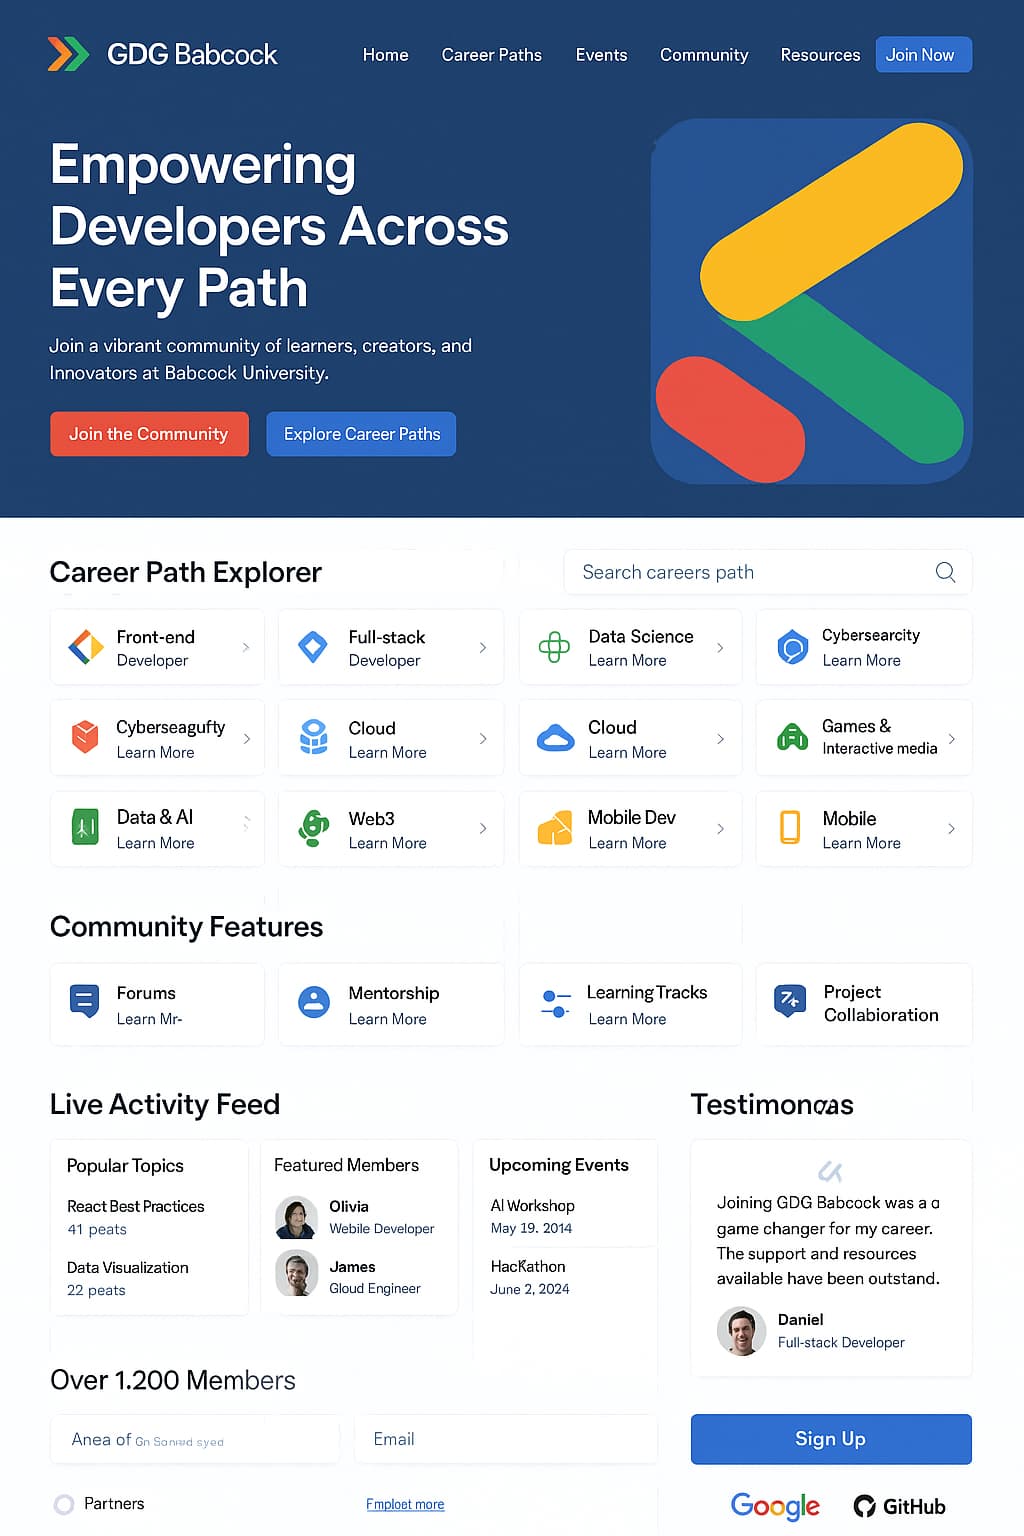 GDG Babcock
Home
Career Paths
Events
Community
Resources
Join Now
Empowering
Developers Across
Every Path
Join a vibrant community of learners, creators, and
Innovators at Babcock University.
Join the Community
Explore Career Paths
Career Path Explorer
Search careers path
Front-end
Developer
Full-stack
Developer
Data Science
Learn More
Cybersearcity
Learn More
Cyberseagufty
Learn More
Cloud
Learn More
Cloud
Learn More
Games &
Interactive media
Data & AI
Learn More
Web3
Learn More
Mobile Dev
Learn More
Mobile
Learn More
Community Features
Forums
Learn Mr-
Mentorship
Learn More
Learning Tracks
Learn More
Project
Collabioration
Live Activity Feed
Popular Topics
React Best Practices
41 peats
Data Visualization
22 peats
Featured Members
Olivia
Webile Developer
James
Gloud Engineer
Upcoming Events
AI Workshop
May 19. 2014
Hackathon
June 2, 2024
Testimonas
Joining GDG Babcock was a a
game changer for my career.
The support and resources
available have been outstand.
Daniel
Full-stack Developer
Over 1.200 Members
Anea of
Email
Sign Up
Partners
Fmploet more
Google
GitHub